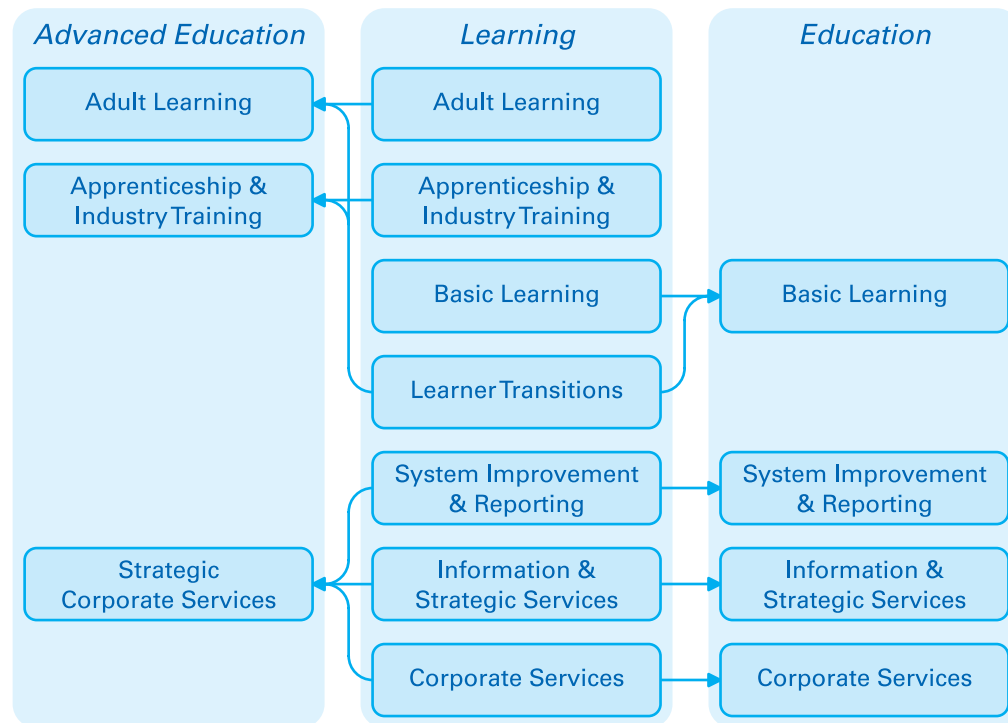 Advanced Education
Learning
Education
Adult Learning
Adult Learning
Apprenticeship &
Industry Training
Apprenticeship &
Industry Training
Basic Learning
Basic Learning
Learner Transitions
System Improvement
& Reporting
System Improvement
& Reporting
Strategic
Corporate Services
Information &
Strategic Services
Information &
Strategic Services
Corporate Services
Corporate Services